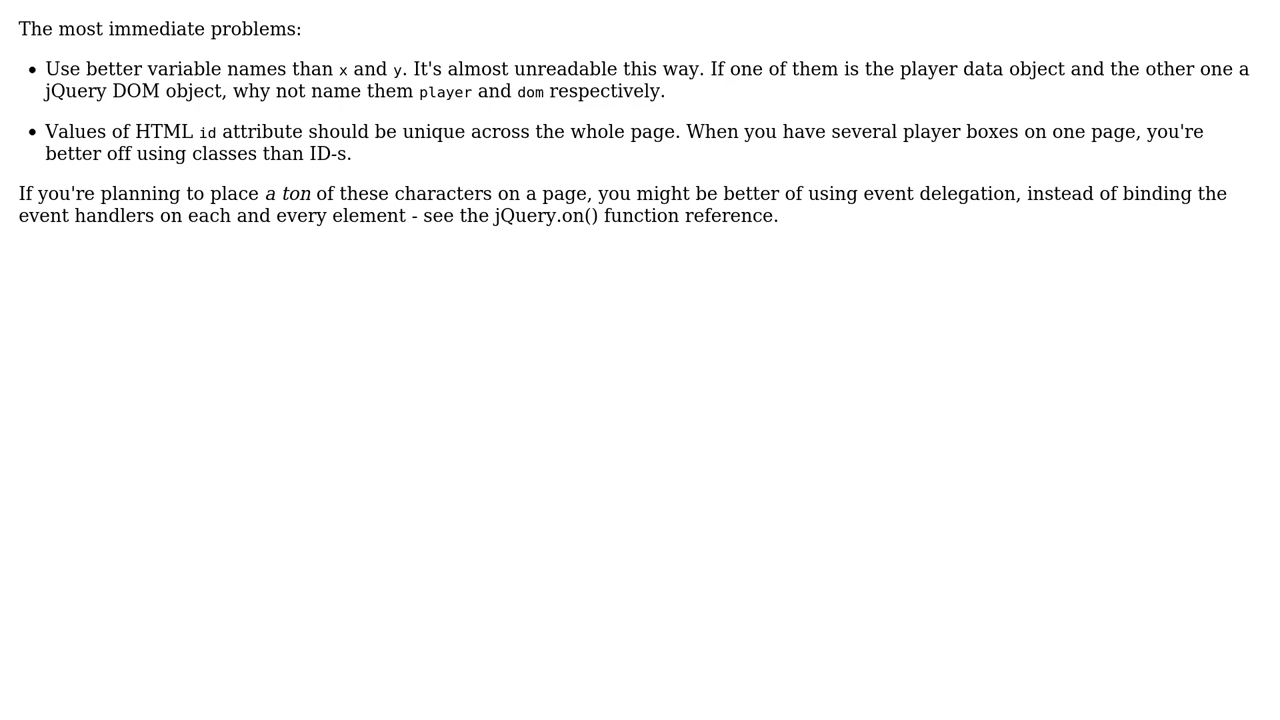 The most immediate problems:
• Use better variable names than x and y. It's almost unreadable this way. If one of them is the player data object and the other one a
jQuery DOM object, why not name them player and dom respectively.
• Values of HTML id attribute should be unique across the whole page. When you have several player boxes on one page, you're
better off using classes than ID-s.
If you're planning to place a ton of these characters on a page, you might be better of using event delegation, instead of binding the
event handlers on each and every element - see the jQuery.on() function reference.